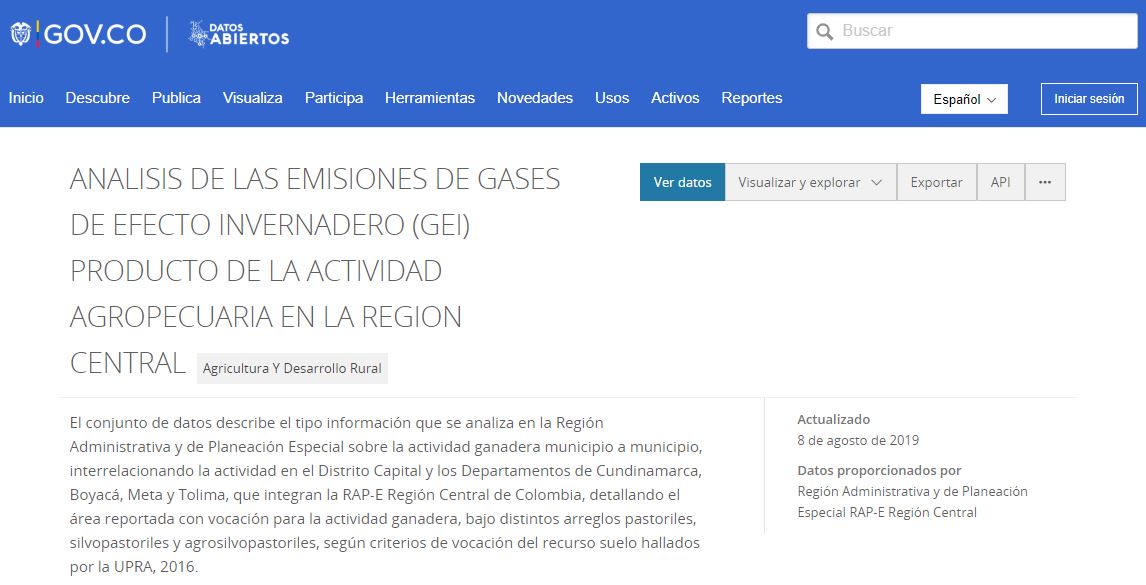 GOV.CO
DATOS
ABIERTOS
Buscar
Inicio Descubre Publica Visualiza Participa Herramientas Novedades Usos Activos Reportes
Español
Iniciar sesión
ANALISIS DE LAS EMISIONES DE GASES
DE EFECTO INVERNADERO (GEI)
PRODUCTO DE LA ACTIVIDAD
AGROPECUARIA EN LA REGION
CENTRAL Agricultura Y Desarrollo Rural
Ver datos Visualizar y explorar Exportar API ...
El conjunto de datos describe el tipo información que se analiza en la Región
Administrativa y de Planeación Especial sobre la actividad ganadera municipio a municipio,
interrelacionando la actividad en el Distrito Capital y los Departamentos de Cundinamarca,
Boyacá, Meta y Tolima, que integran la RAP-E Región Central de Colombia, detallando el
área reportada con vocación para la actividad ganadera, bajo distintos arreglos pastoriles,
silvopastoriles y agrosilvopastoriles, según criterios de vocación del recurso suelo hallados
por la UPRA, 2016.
Actualizado
8 de agosto de 2019
Datos proporcionados por
Región Administrativa y de Planeación
Especial RAP-E Región Central